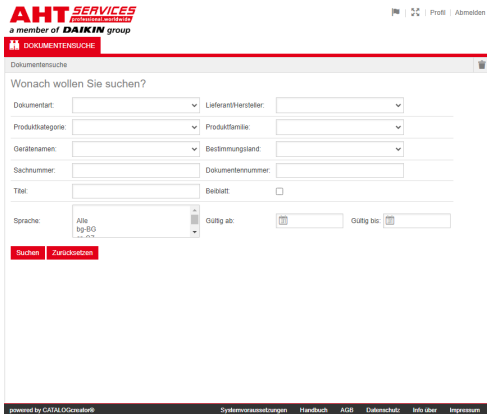 AHT SERVICES
professional.worldwide
a member of DAIKIN group
Profil | Abmelden
DOKUMENTENSUCHE
Dokumentensuche
Wonach wollen Sie suchen?
Dokumentart: Lieferant/Hersteller:
Produktkategorie: Produktfamilie:
Gerätenamen: Bestimmungsland:
Sachnummer: Dokumentennummer:
Titel: Beiblatt:
Sprache: Alle Gültig ab: Gültig bis:
bg-BG
Suchen Zurücksetzen
powered by CATALOGcreator® Systemvoraussetzungen Handbuch AGB Datenschutz Info über Impressum